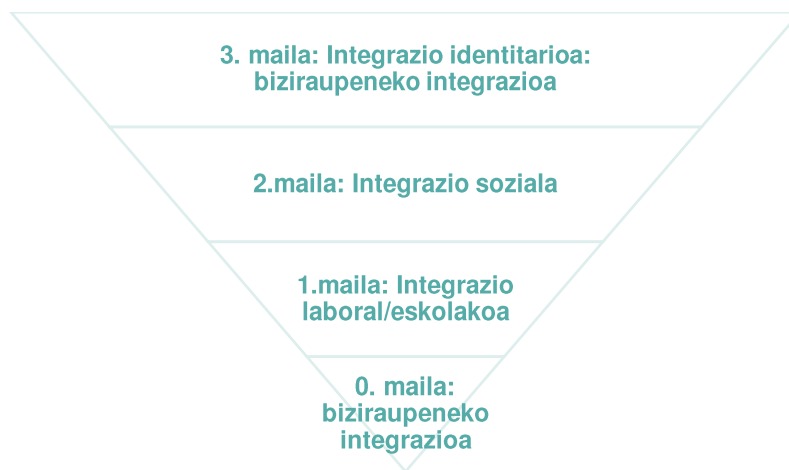 3. maila: Integrazio identitarioa:
biziraupeneko integrazioa
2.maila: Integrazio soziala
1.maila: Integrazio
laboral/eskolakoa
0. maila:
biziraupeneko
integrazioa